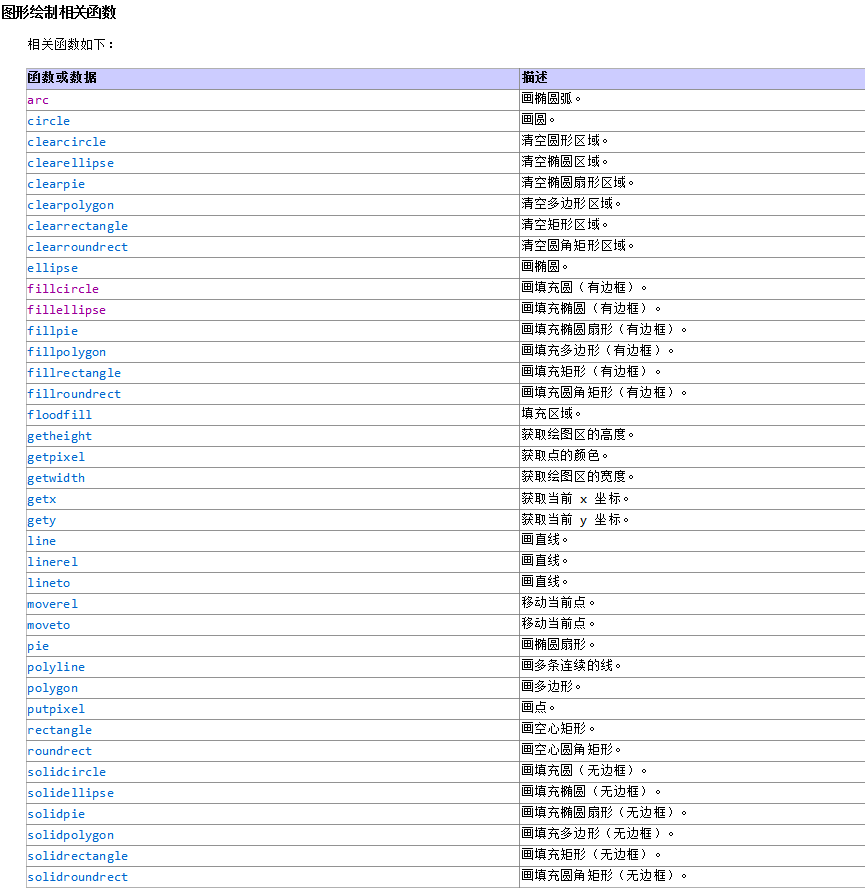 图形绘制相关函数
相关函数如下：
函数或数据 描述
arc 画椭圆弧。
circle 画圆。
clearcircle 清空圆形区域。
clearellipse 清空椭圆区域。
clearpie 清空椭圆扇形区域。
clearpolygon 清空多边形区域。
clearrectangle 清空矩形区域。
clearroundrect 清空圆角矩形区域。
ellipse 画椭圆。
fillcircle 画填充圆（有边框）。
fillellipse 画填充椭圆（有边框）。
fillpie 画填充椭圆扇形（有边框）。
fillpolygon 画填充多边形（有边框）。
fillrectangle 画填充矩形（有边框）。
fillroundrect 画填充圆角矩形（有边框）。
floodfill 填充区域。
getheight 获取绘图区的高度。
getpixel 获取点的颜色。
getwidth 获取绘图区的宽度。
getx 获取当前 x 坐标。
gety 获取当前 y 坐标。
line 画直线。
linerel 画直线。
lineto 画直线。
moverel 移动当前点。
moveto 移动当前点。
pie 画椭圆扇形。
polyline 画多条连续的线。
polygon 画多边形。
putpixel 画点。
rectangle 画空心矩形。
roundrect 画空心圆角矩形。
solidcircle 画填充圆（无边框）。
solidellipse 画填充椭圆（无边框）。
solidpie 画填充椭圆扇形（无边框）。
solidpolygon 画填充多边形（无边框）。
solidrectangle 画填充矩形（无边框）。
solidroundrect 画填充圆角矩形（无边框）。